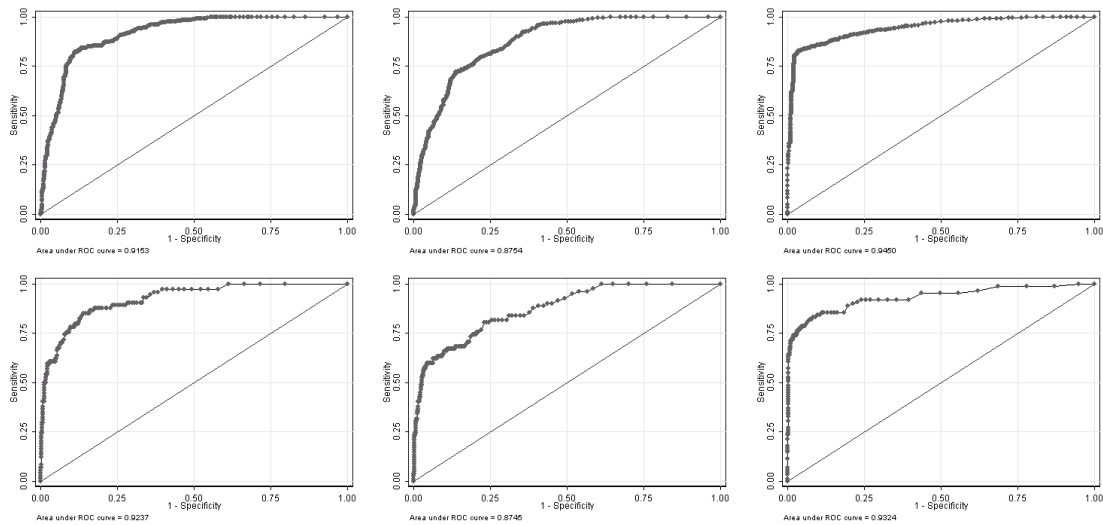 Sensitivity
1.00
0.75
0.50
0.25
0.00
0.00 0.25 0.50 0.75 1.00
1 - Specificity
Area under ROC curve = 0.9153
Sensitivity
1.00
0.75
0.50
0.25
0.00
0.00 0.25 0.50 0.75 1.00
1 - Specificity
Area under ROC curve = 0.8754
Sensitivity
1.00
0.75
0.50
0.25
0.00
0.00 0.25 0.50 0.75 1.00
1 - Specificity
Area under ROC curve = 0.9450
Sensitivity
1.00
0.75
0.50
0.25
0.00
0.00 0.25 0.50 0.75 1.00
1 - Specificity
Area under ROC curve = 0.9237
Sensitivity
1.00
0.75
0.50
0.25
0.00
0.00 0.25 0.50 0.75 1.00
1 - Specificity
Area under ROC curve = 0.8745
Sensitivity
1.00
0.75
0.50
0.25
0.00
0.00 0.25 0.50 0.75 1.00
1 - Specificity
Area under ROC curve = 0.9324